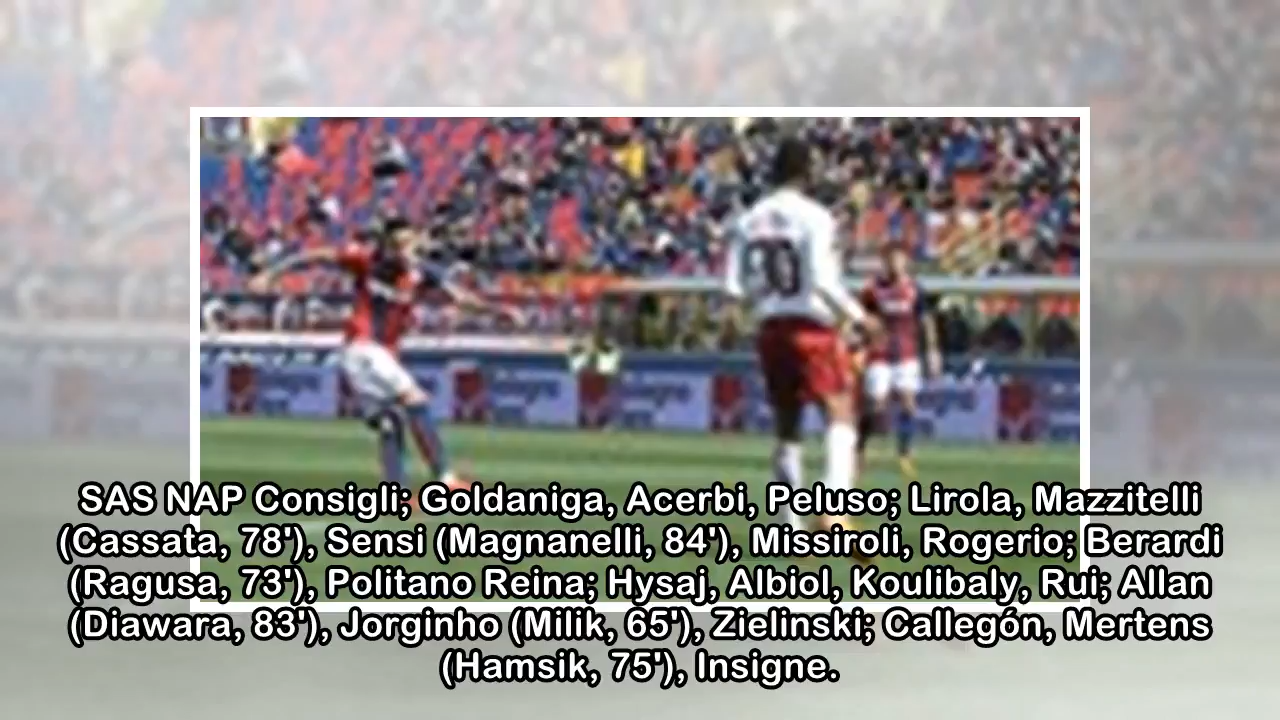 SAS NAP Consigli; Goldaniga, Acerbi, Peluso; Lirola, Mazzitelli
(Cassata, 78'), Sensi (Magnanelli, 84'), Missiroli, Rogerio; Berardi
(Ragusa, 73'), Politano Reina; Hysaj, Albiol, Koulibaly, Rui; Allan
(Diawara, 83'), Jorginho (Milik, 65'), Zielinski; Callegón, Mertens
(Hamsik, 75'), Insigne.